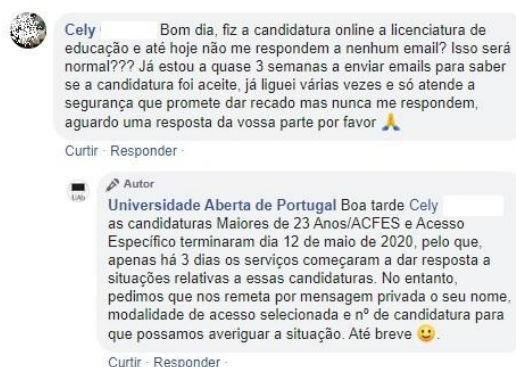 Cely Bom dia, fiz a candidatura online a licenciatura de
educação e até hoje não me respondem a nenhum email? Isso será
normal??? Já estou a quase 3 semanas a enviar emails para saber
se a candidatura foi aceite, já liguei várias vezes e só atende a
segurança que promete dar recado mas nunca me respondem,
aguardo uma resposta da vossa parte por favor 🙏
Curtir · Responder ·
Autor
UAb
Universidade Aberta de Portugal Boa tarde Cely
as candidaturas Maiores de 23 Anos/ACFES e Acesso
Específico terminaram dia 12 de maio de 2020, pelo que,
apenas há 3 dias os serviços começaram a dar resposta a
situações relativas a essas candidaturas. No entanto,
pedimos que nos remeta por mensagem privada o seu nome,
modalidade de acesso selecionada e nº de candidatura para
que possamos averiguar a situação. Até breve 🙂.
Curtir · Responder ·